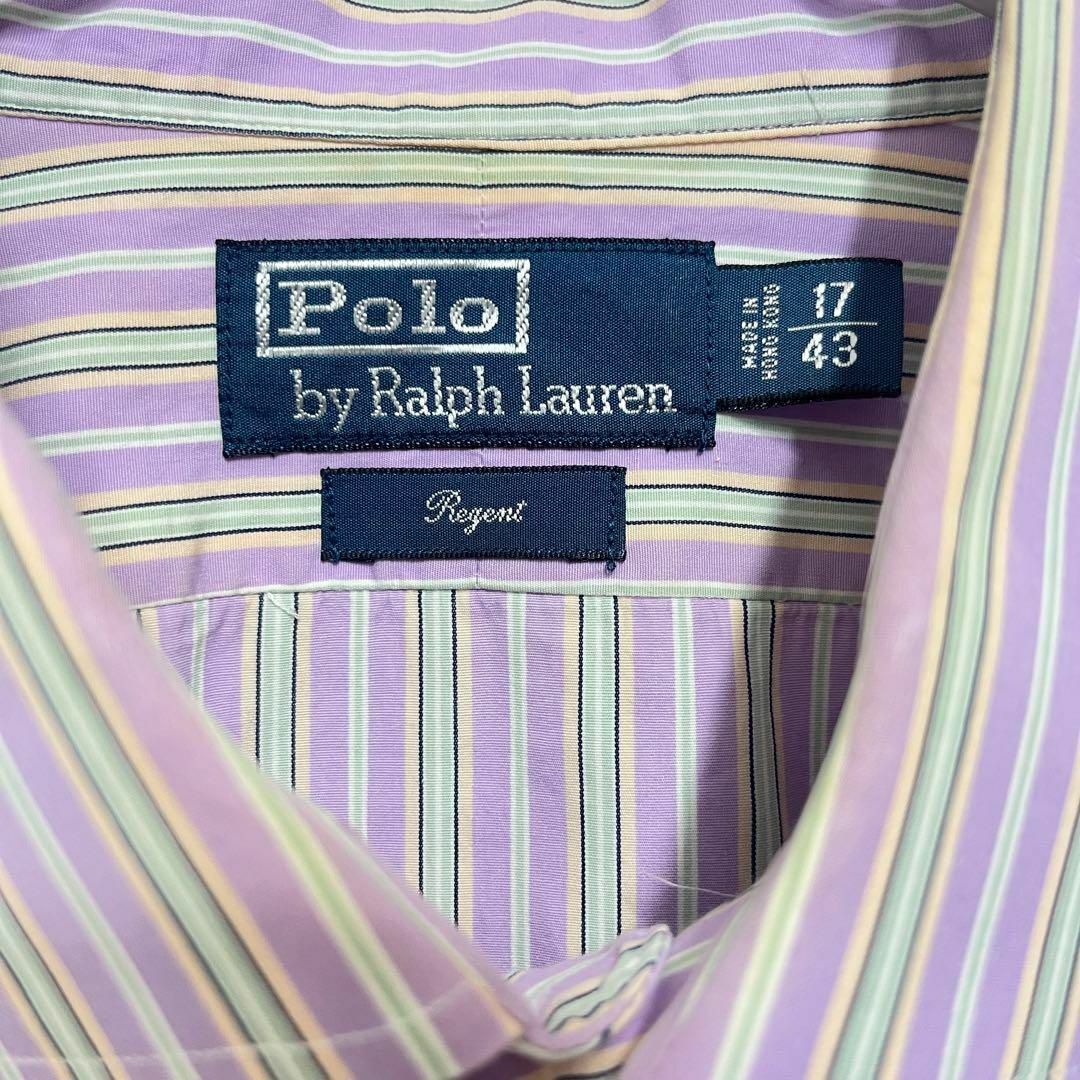 Polo
by Ralph Lauren
MADE IN
HONG KONG
17
43
Regent